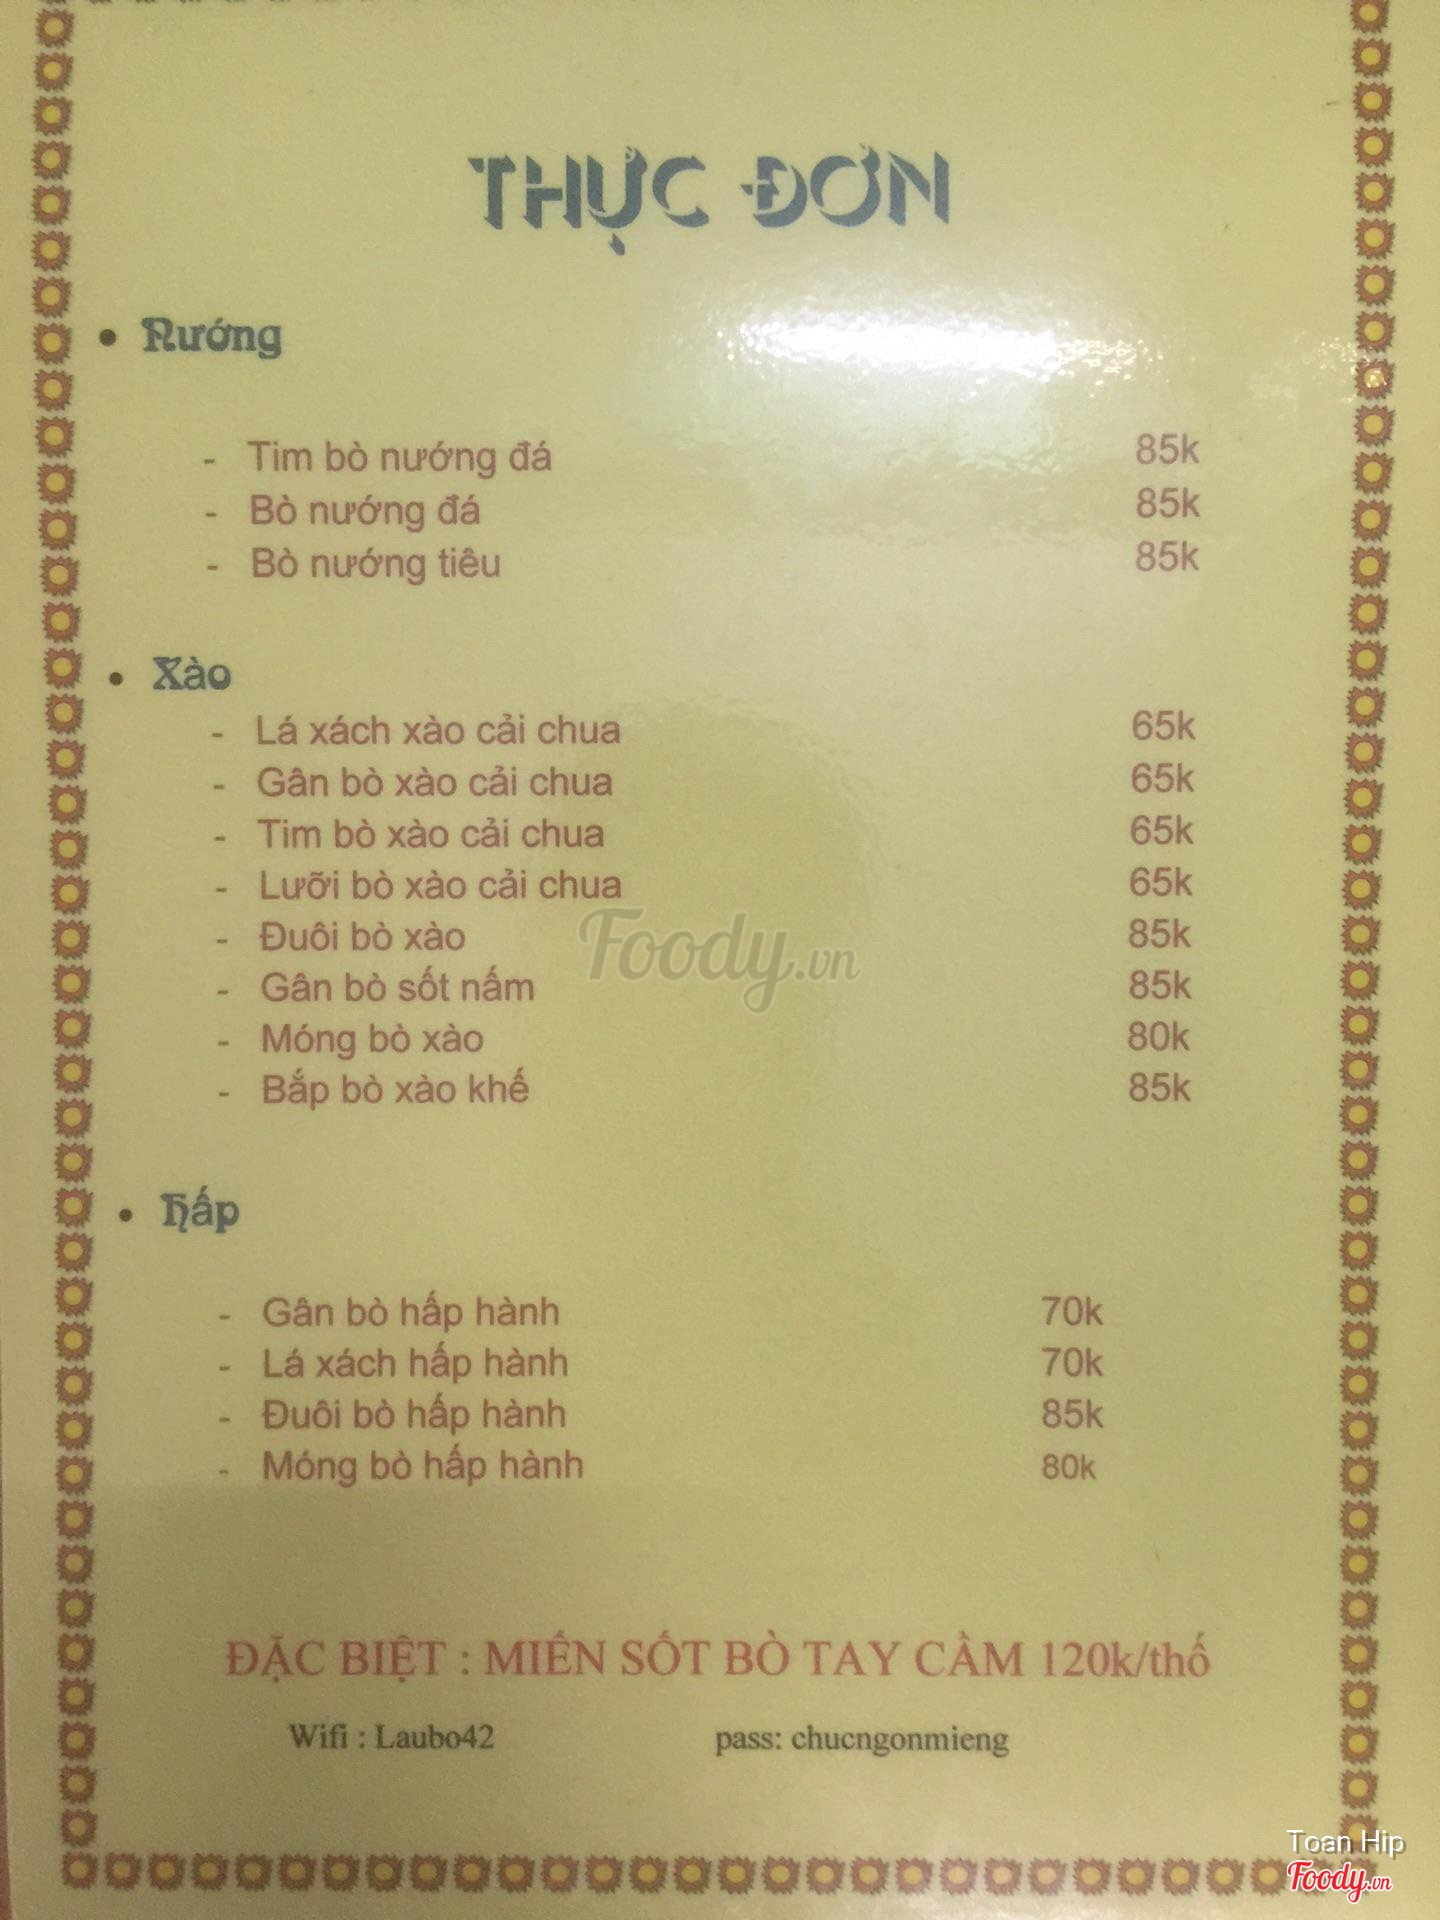 THỰC ĐƠN
• Nướng
- Tim bò nướng đá 85k
- Bò nướng đá 85k
- Bò nướng tiêu 85k
• Xào
- Lá xách xào cải chua 65k
- Gân bò xào cải chua 65k
- Tim bò xào cải chua 65k
- Lưỡi bò xào cải chua 65k
- Đuôi bò xào 85k
- Gân bò sốt nấm 85k
- Móng bò xào 80k
- Bắp bò xào khế 85k
Foody.vn
• Hấp
- Gân bò hấp hành 70k
- Lá xách hấp hành 70k
- Đuôi bò hấp hành 85k
- Móng bò hấp hành 80k
ĐẶC BIỆT : MIẾN SỐT BÒ TAY CẦM 120k/thố
Wifi : Laubo42 pass: chucngonmieng
Toan Hip
Foody.vn